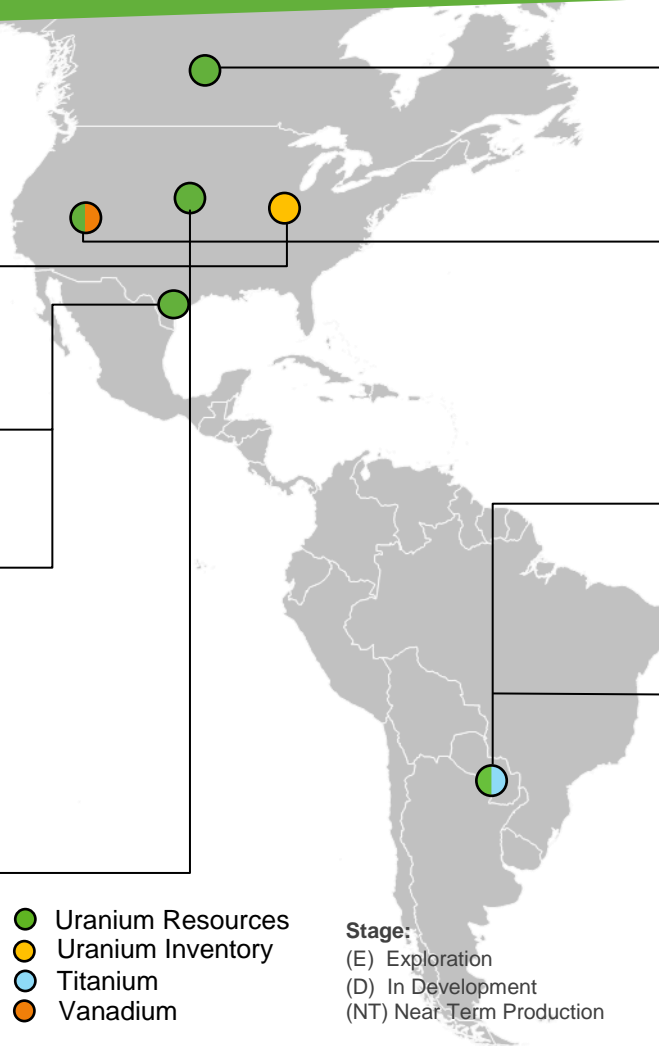 Uranium Resources
Uranium Inventory
Titanium
Vanadium
Stage:
(E) Exploration
(D) In Development
(NT) Near Term Production